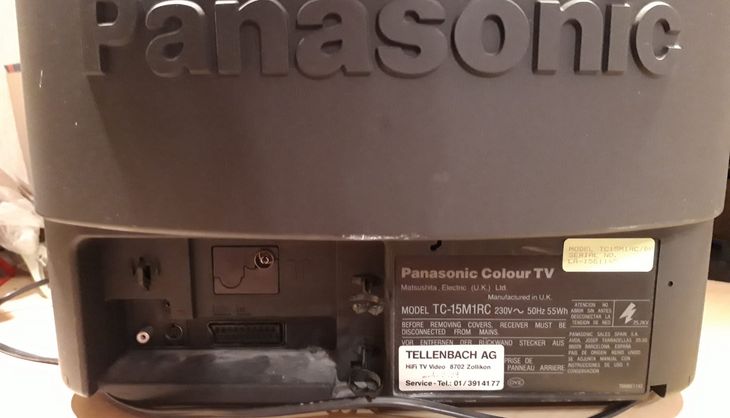 Panasonic
MODEL TC15M1RC/
SERIAL NO.
Panasonic Colour TV
Matsushita, Electric (U.K.) Ltd.
Manufactured in U.K.
MODEL TC-15M1RC 230V~ 50Hz 55Wh
BEFORE REMOVING COVERS, RECEIVER MUST BE
DISCONNECTED FROM MAINS.
VOR ENTFERNEN DER RÜCKWAND STECKER AUS
PRISE DE
PANNEAU ARRIERE
TELLENBACH AG
HiFi TV Video 8702 Zollikon
Service - Tel.: 01/3914177
ATENCION NO
ABRIR SIN ANTES
DESCONECTAR LA
TENSION DE RED
25.2KV
PANASONIC SALES SPAIN S.A.
AVDA. JOSEP TARRADELLAS
BARCELONA ESPAÑA
PAIS DE ORIGEN REINO UNIDO
SE ADJUNTA MANUAL CON
INSTRUCCIONES DE USO Y
CONSERVACION